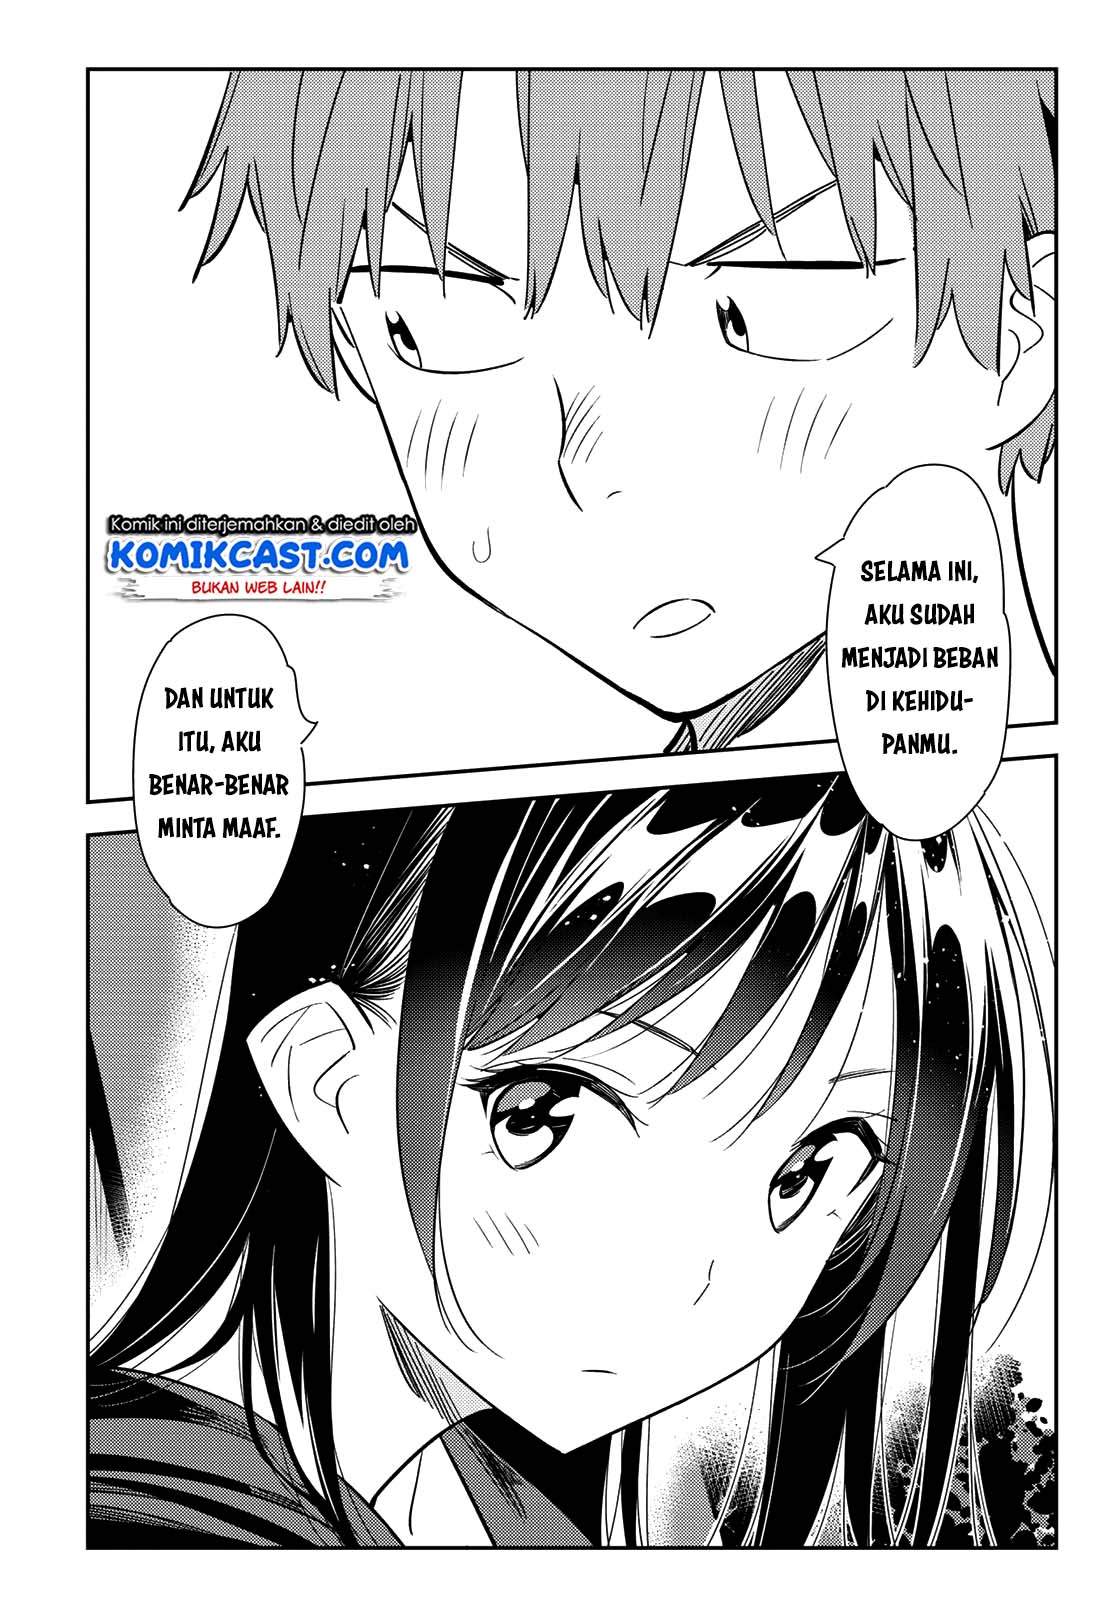 SELAMA INI,
AKU SUDAH
MENJADI BEBAN
DI KEHIDU-
PANMU.
Komik ini diterjemahkan & diedit oleh
KOMIKCAST.COM
BUKAN WEB LAIN!!
DAN UNTUK
ITU, AKU
BENAR-BENAR
MINTA MAAF.